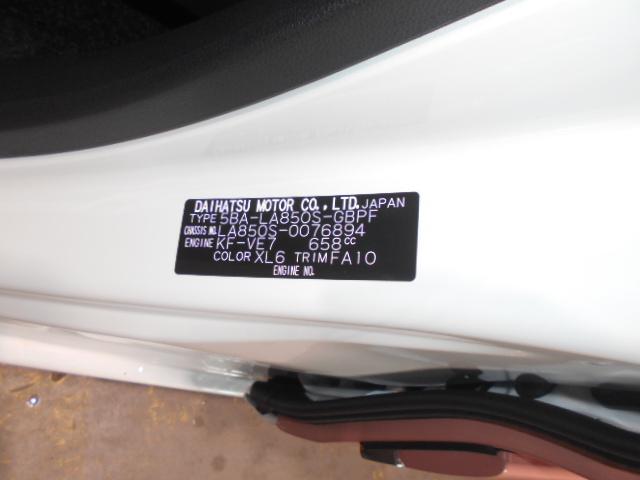 DAIHATSU MOTOR CO., LTD. JAPAN
TYPE 5BA-LA850S-GBPF
CHASSIS NO. LA850S-0076894
ENGINE KF-VE7 658cc
COLOR XL6 TRIM FA10
ENGINE NO.